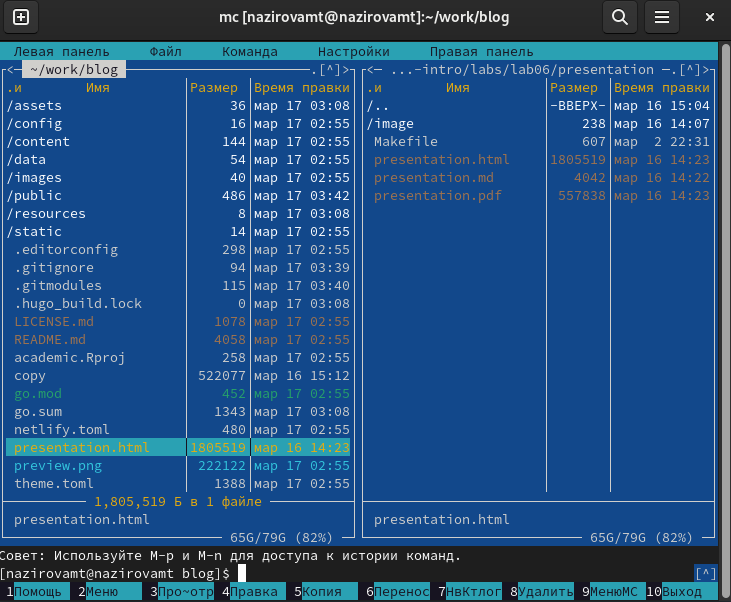 mc [nazirovamt@nazirovamt]:~/work/blog
Левая панель Файл Команда Настройки Правая панель
<─ ~/work/blog ─.[^]>
.и Имя Размер Время правки
/assets 36 мар 17 03:08
/config 16 мар 17 02:55
/content 144 мар 17 02:55
/data 54 мар 17 02:55
/images 40 мар 17 02:55
/public 486 мар 17 03:42
/resources 8 мар 17 03:08
/static 14 мар 17 02:55
.editorconfig 298 мар 17 02:55
.gitignore 94 мар 17 03:39
.gitmodules 115 мар 17 03:40
.hugo_build.lock 0 мар 17 03:08
LICENSE.md 1078 мар 17 02:55
README.md 4058 мар 17 02:55
academic.Rproj 258 мар 17 02:55
copy 522077 мар 16 15:12
go.mod 452 мар 17 02:55
go.sum 1343 мар 17 03:08
netlify.toml 480 мар 17 02:55
presentation.html 1805519 мар 16 14:23
preview.png 222122 мар 17 02:55
theme.toml 1388 мар 17 02:55
1,805,519 Б в 1 файле
presentation.html
65G/79G (82%)
<─ ...-intro/labs/lab06/presentation ─.[^]>
.и Имя Размер Время правки
/.. -ВВЕРХ- мар 16 15:04
/image 238 мар 16 14:07
Makefile 607 мар 2 22:31
presentation.html 1805519 мар 16 14:23
presentation.md 4042 мар 16 14:22
presentation.pdf 557838 мар 16 14:23
presentation.html
65G/79G (82%)
Совет: Используйте M-p и M-n для доступа к истории команд.
[nazirovamt@nazirovamt blog]$ [^]
1Помощь 2Меню 3Про~отр 4Правка 5Копия 6Перенос 7НвКтлог 8Удалить 9МенюMC 10Выход